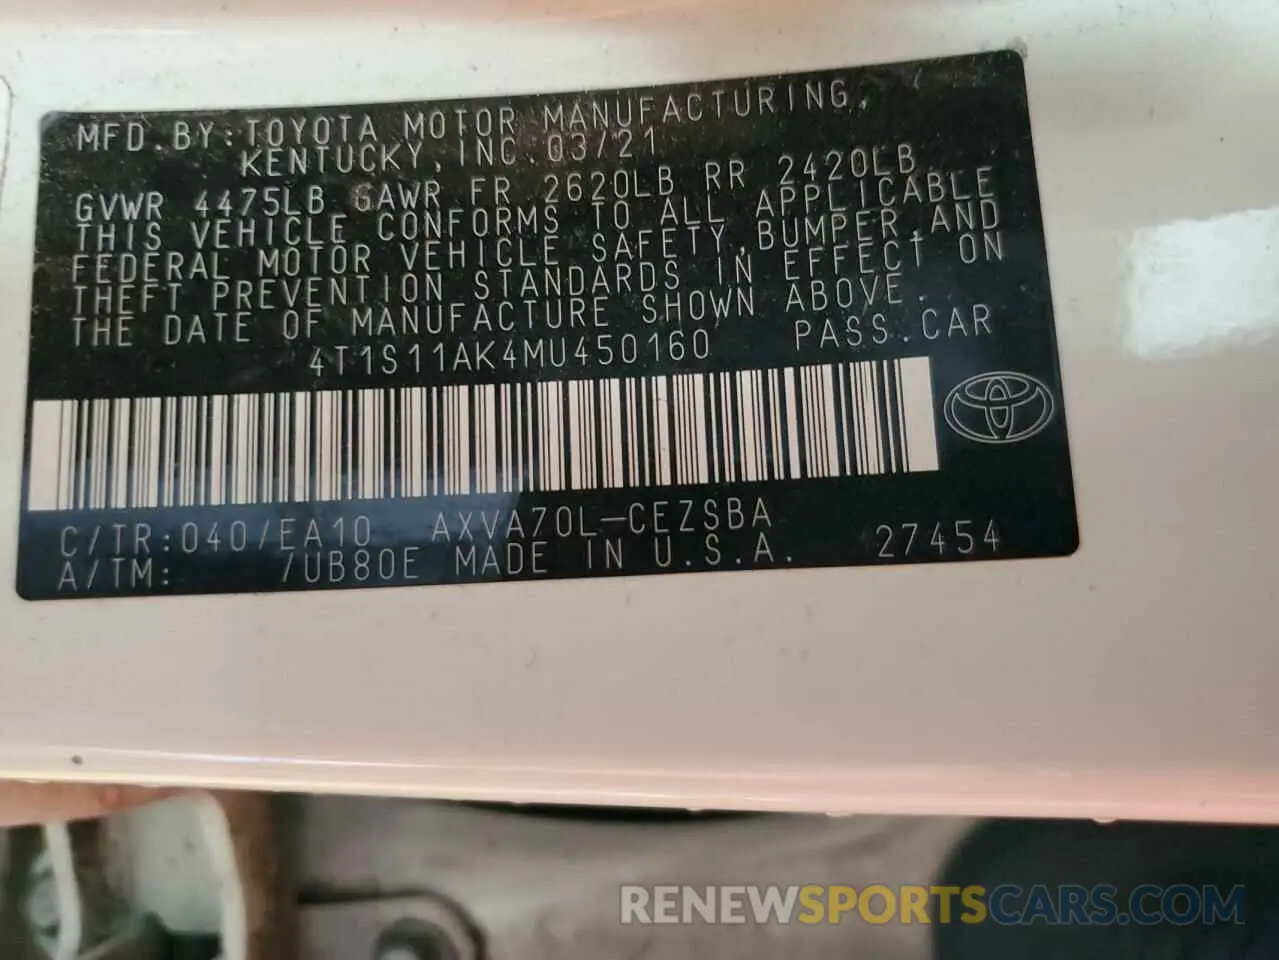 MFD.BY:TOYOTA MOTOR MANUFACTURING,
KENTUCKY, INC. 03/21
GVWR 4475LB GAWR FR 2620LB RR 2420LB
THIS VEHICLE CONFORMS TO ALL APPLICABLE
FEDERAL MOTOR VEHICLE SAFETY,BUMPER,AND
THEFT PREVENTION STANDARDS IN EFFECT ON
THE DATE OF MANUFACTURE SHOWN ABOVE.
4T1S11AK4MU450160 PASS.CAR
C/TR:040/EA10 AXVA70L-CEZSBA
A/TM: /UB80E MADE IN U.S.A. 27454
RENEWSPORTSCARS.COM